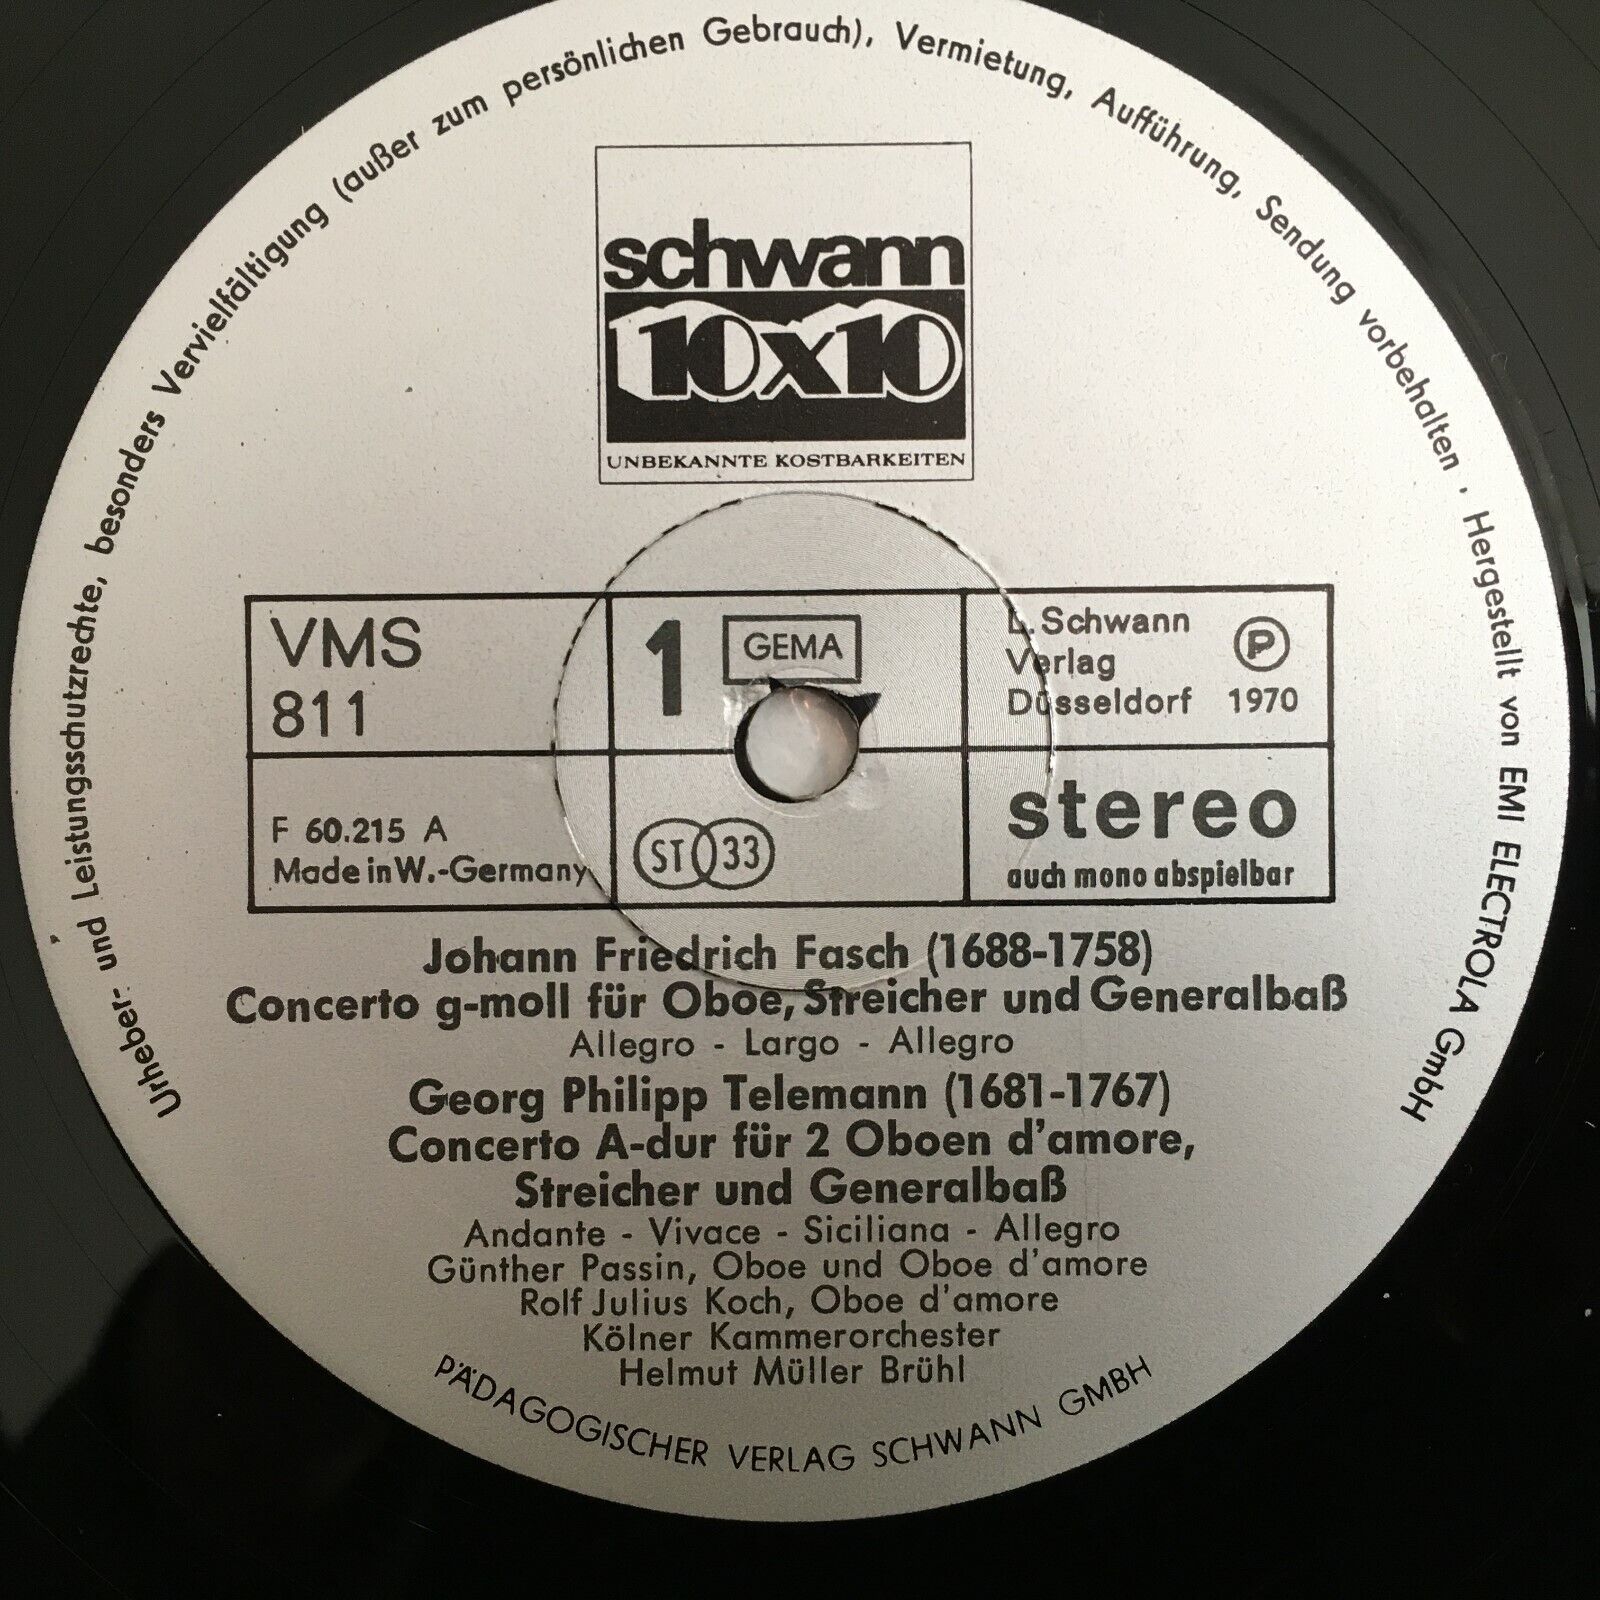 Urheber- und Leistungsschutzrechte, besonders Vervielfältigung (außer zum persönlichen Gebrauch), Vermietung, Aufführung, Sendung vorbehalten · Hergestellt von EMI ELECTROLA GmbH
schwann
10x10
UNBEKANNTE KOSTBARKEITEN
VMS
811
1
GEMA
L. Schwann
Verlag
Düsseldorf
P
1970
F 60.215 A
Made in W.-Germany
ST 33
stereo
auch mono abspielbar
Johann Friedrich Fasch (1688-1758)
Concerto g-moll für Oboe, Streicher und Generalbaß
Allegro - Largo - Allegro
Georg Philipp Telemann (1681-1767)
Concerto A-dur für 2 Oboen d'amore,
Streicher und Generalbaß
Andante - Vivace - Siciliana - Allegro
Günther Passin, Oboe und Oboe d'amore
Rolf Julius Koch, Oboe d'amore
Kölner Kammerorchester
Helmut Müller Brühl
PÄDAGOGISCHER VERLAG SCHWANN GMBH